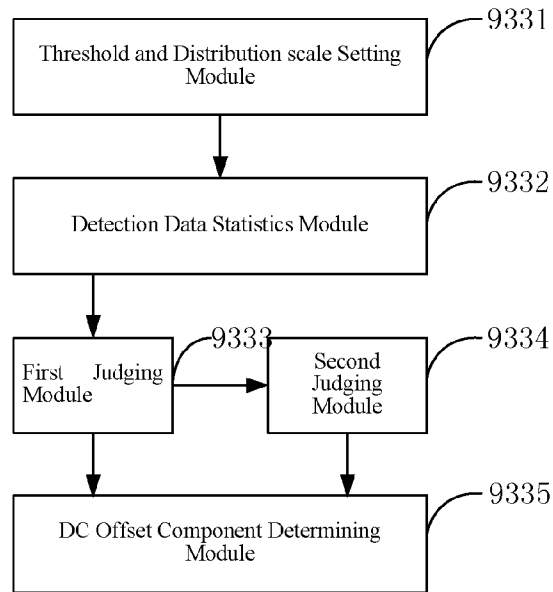 9331
Threshold and Distribution scale Setting
Module
9332
Detection Data Statistics Module
9333
First Judging
Module
9334
Second
Judging
Module
9335
DC Offset Component Determining
Module